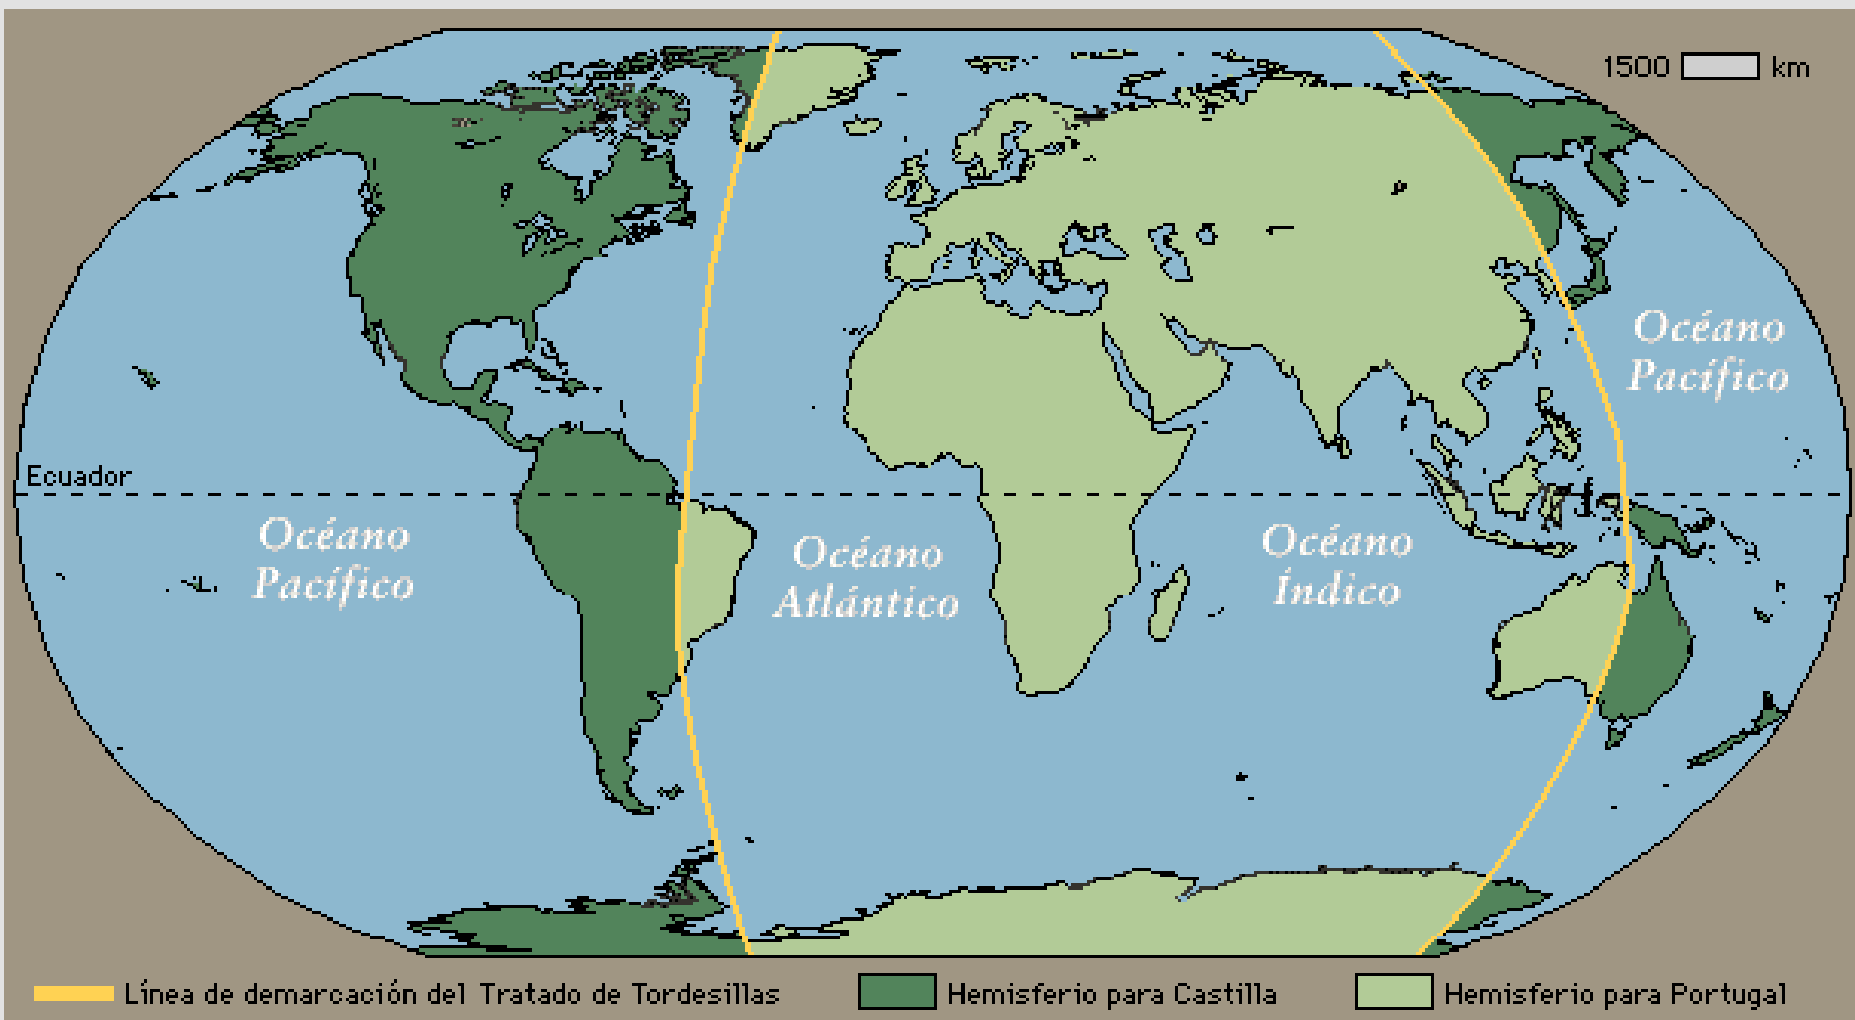 1500 km
Océano
Pacífico
Ecuador
Océano
Pacífico
Océano
Atlántico
Océano
Índico
Línea de demarcación del Tratado de Tordesillas
Hemisferio para Castilla
Hemisferio para Portugal